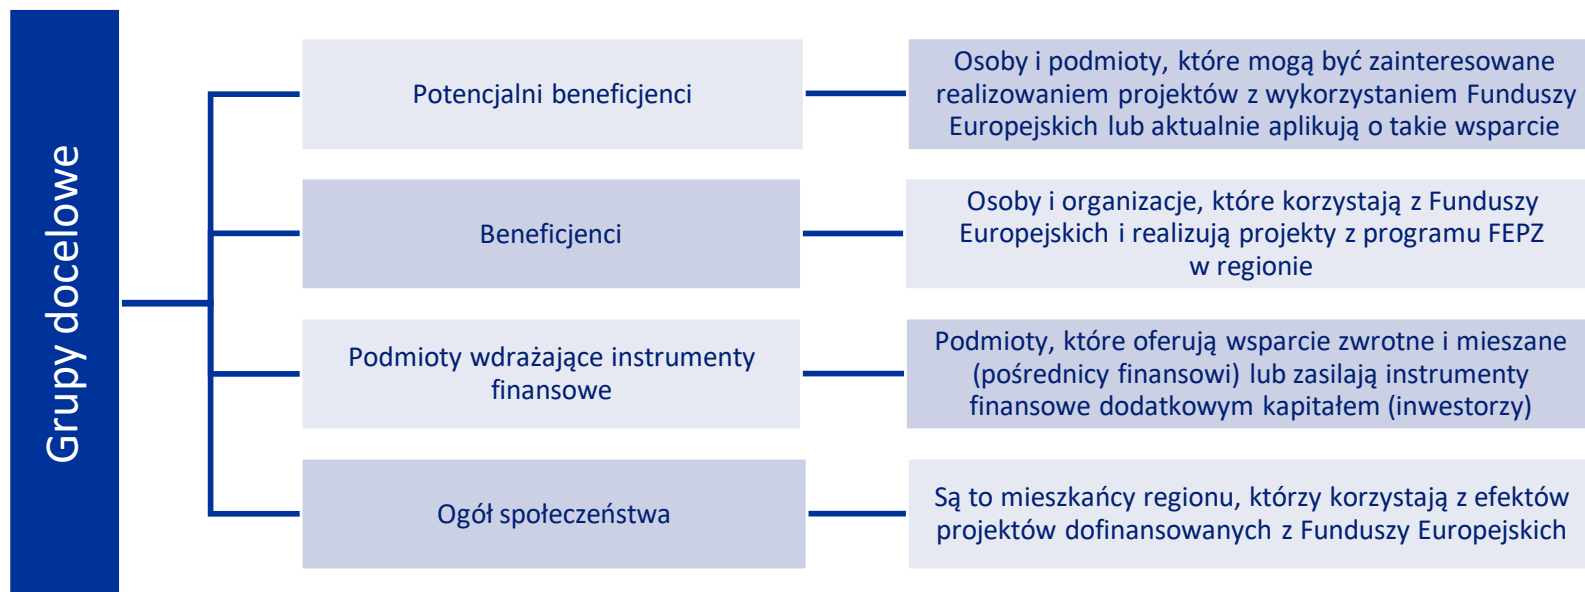 Grupy docelowe
Potencjalni beneficjenci
Osoby i podmioty, które mogą być zainteresowane
realizowaniem projektów z wykorzystaniem Funduszy
Europejskich lub aktualnie aplikują o takie wsparcie
Beneficjenci
Osoby i organizacje, które korzystają z Funduszy
Europejskich i realizują projekty z programu FEPZ
w regionie
Podmioty wdrażające instrumenty
finansowe
Podmioty, które oferują wsparcie zwrotne i mieszane
(pośrednicy finansowi) lub zasilają instrumenty
finansowe dodatkowym kapitałem (inwestorzy)
Ogół społeczeństwa
Są to mieszkańcy regionu, którzy korzystają z efektów
projektów dofinansowanych z Funduszy Europejskich